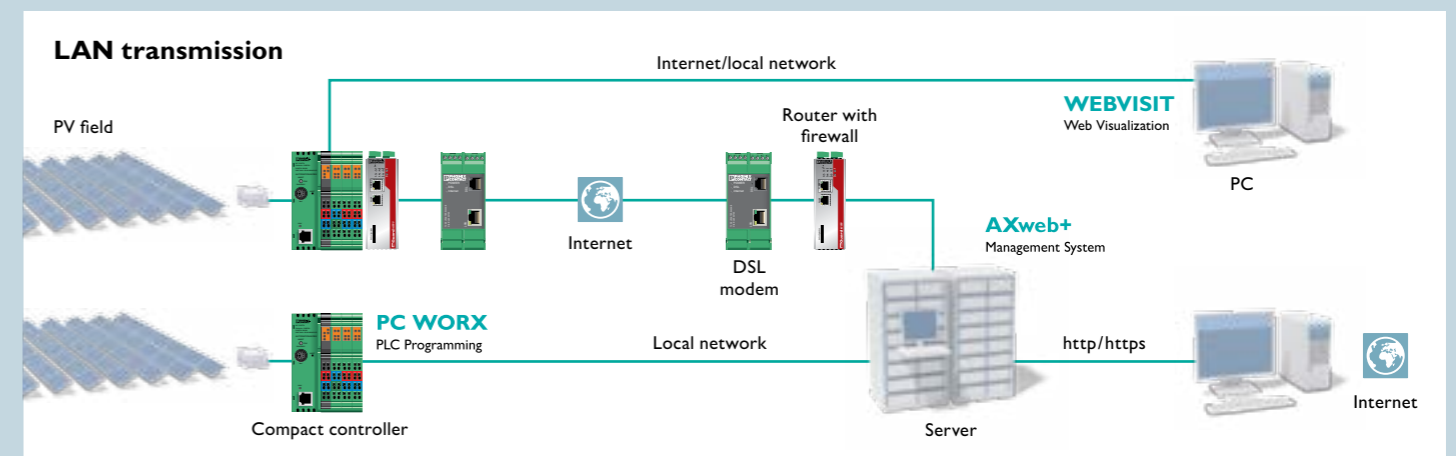 LAN transmission
Internet/local network
WEBVISIT
Web Visualization
PV field
Router with
firewall
PC
Internet
AXweb+
Management System
DSL
modem
PC WORX
PLC Programming
Local network
http/https
Internet
Compact controller
Server